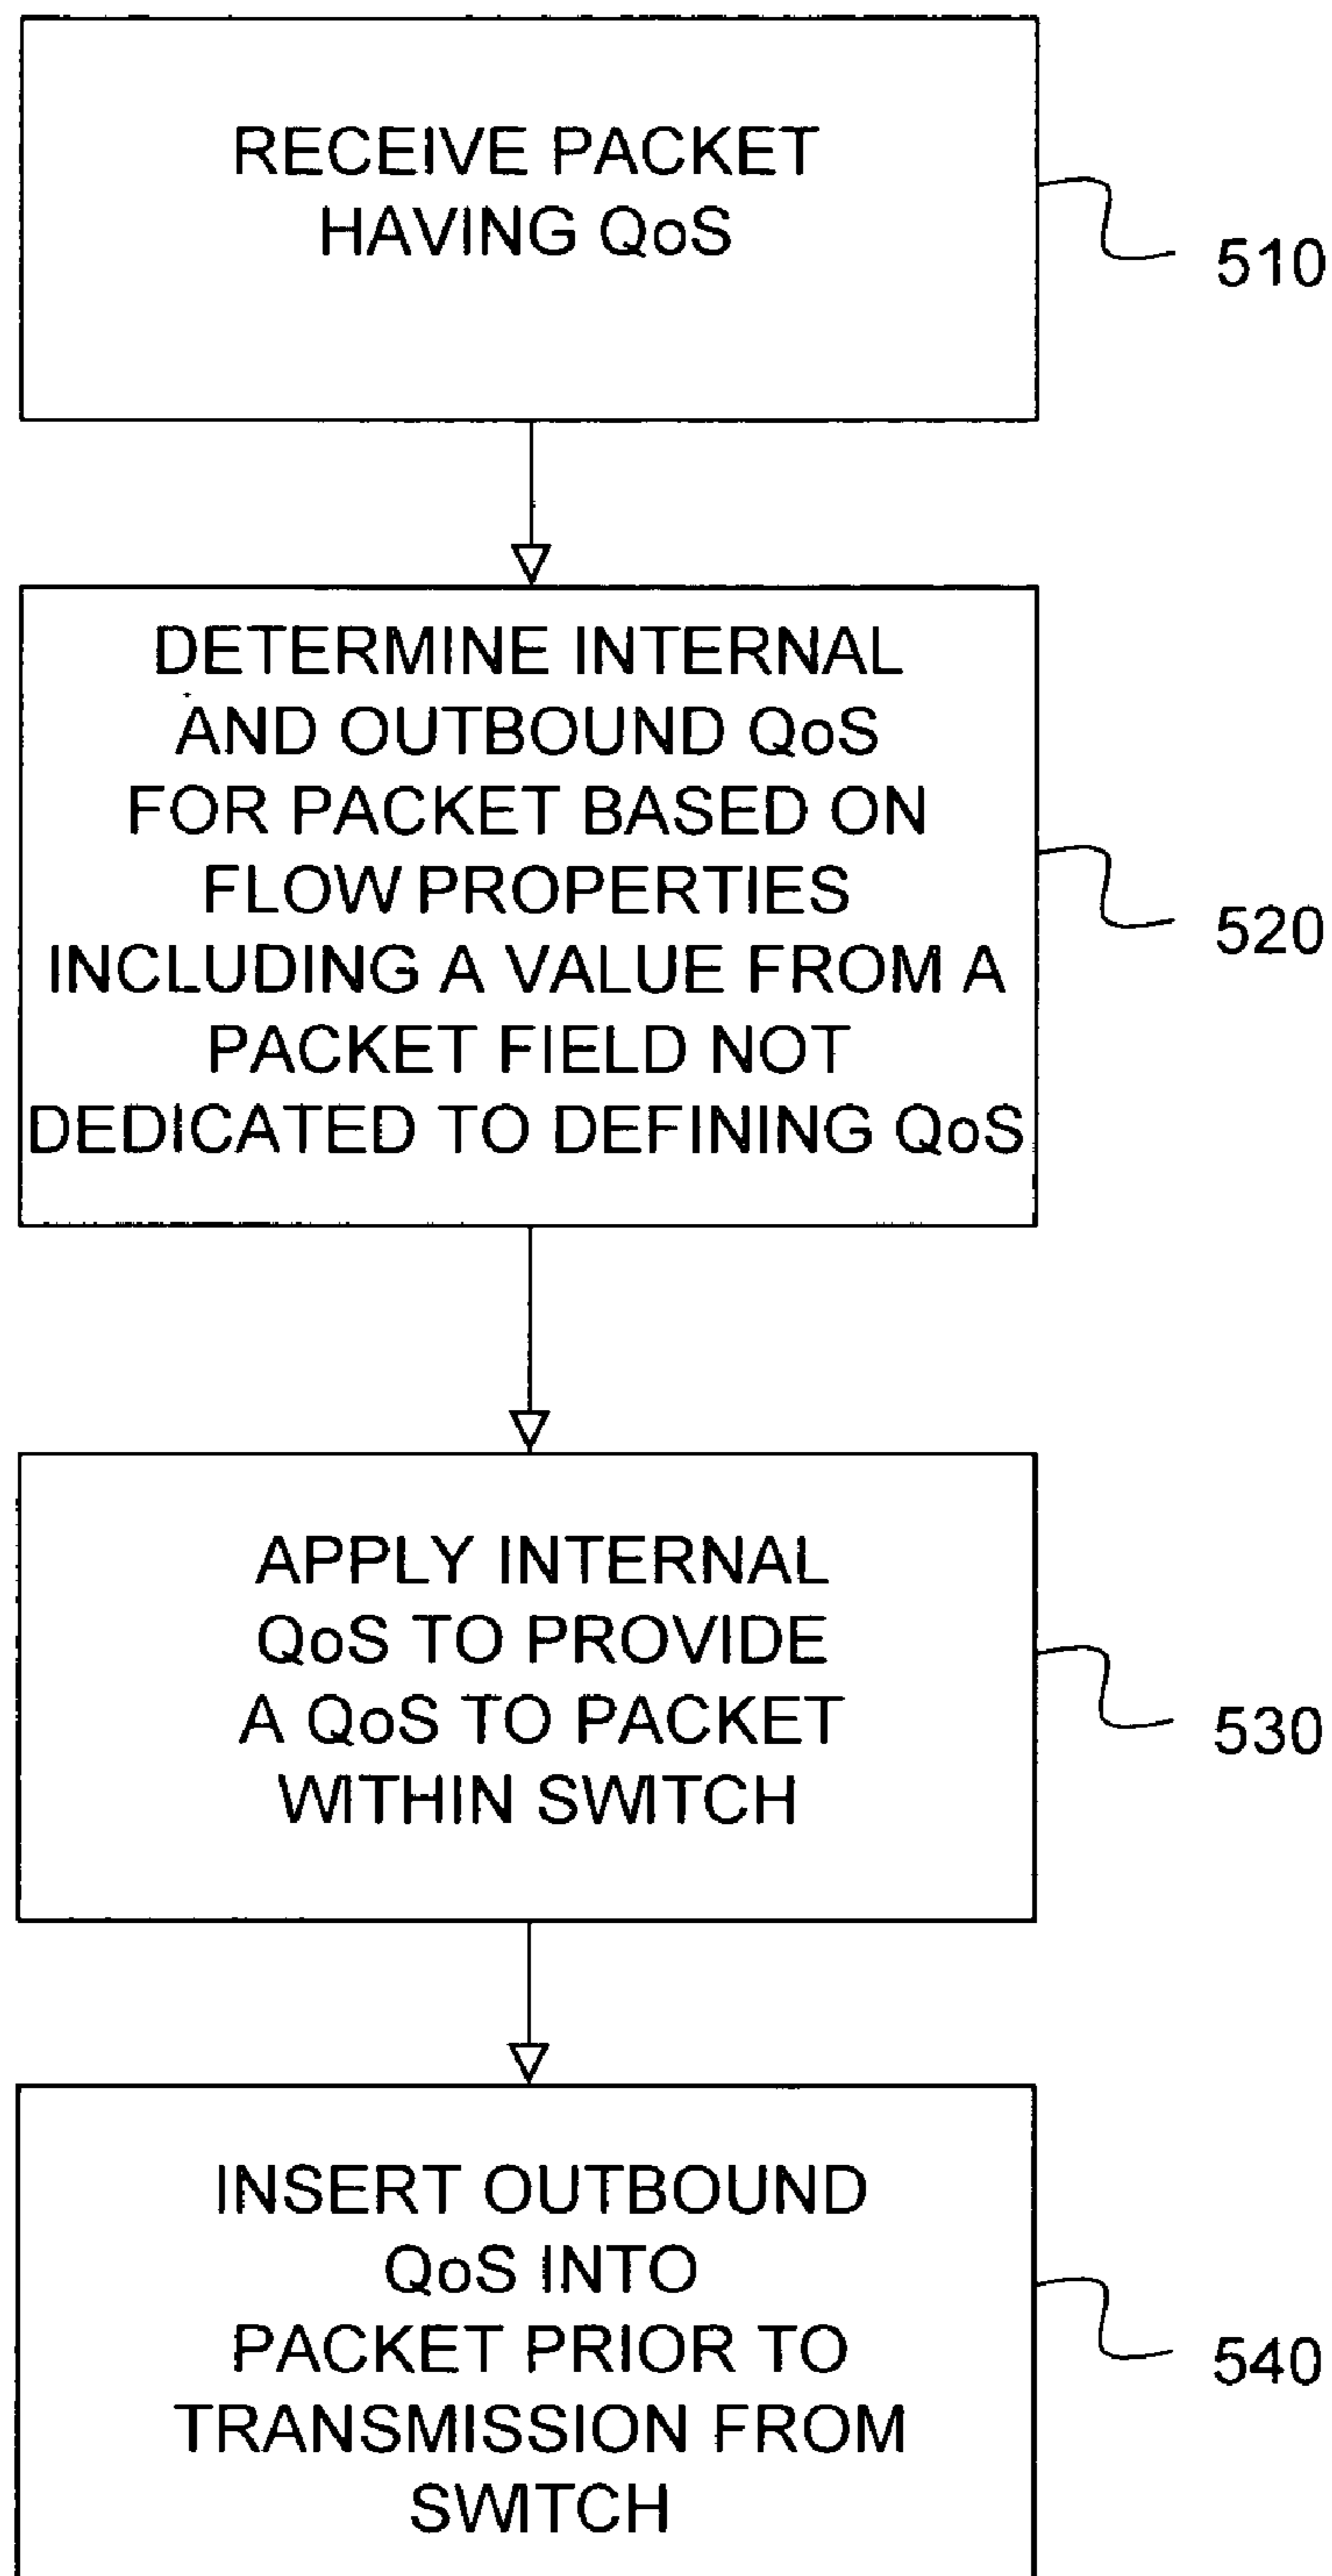 RECEIVE PACKET
HAVING QoS
510
DETERMINE INTERNAL
AND OUTBOUND QoS
FOR PACKET BASED ON
FLOW PROPERTIES
INCLUDING A VALUE FROM A
PACKET FIELD NOT
DEDICATED TO DEFINING QoS
520
APPLY INTERNAL
QoS TO PROVIDE
A QoS TO PACKET
WITHIN SWITCH
530
INSERT OUTBOUND
QoS INTO
PACKET PRIOR TO
TRANSMISSION FROM
SWITCH
540